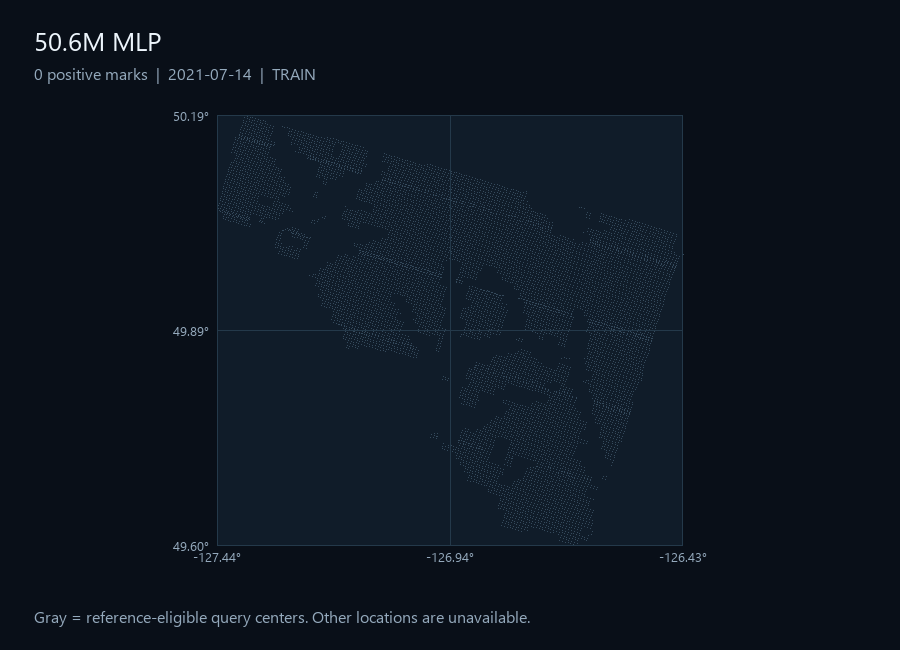 50.6M MLP
0 positive marks | 2021-07-14 | TRAIN
50.19°
49.89°
49.60°
-127.44°
-126.94°
-126.43°
Gray = reference-eligible query centers. Other locations are unavailable.